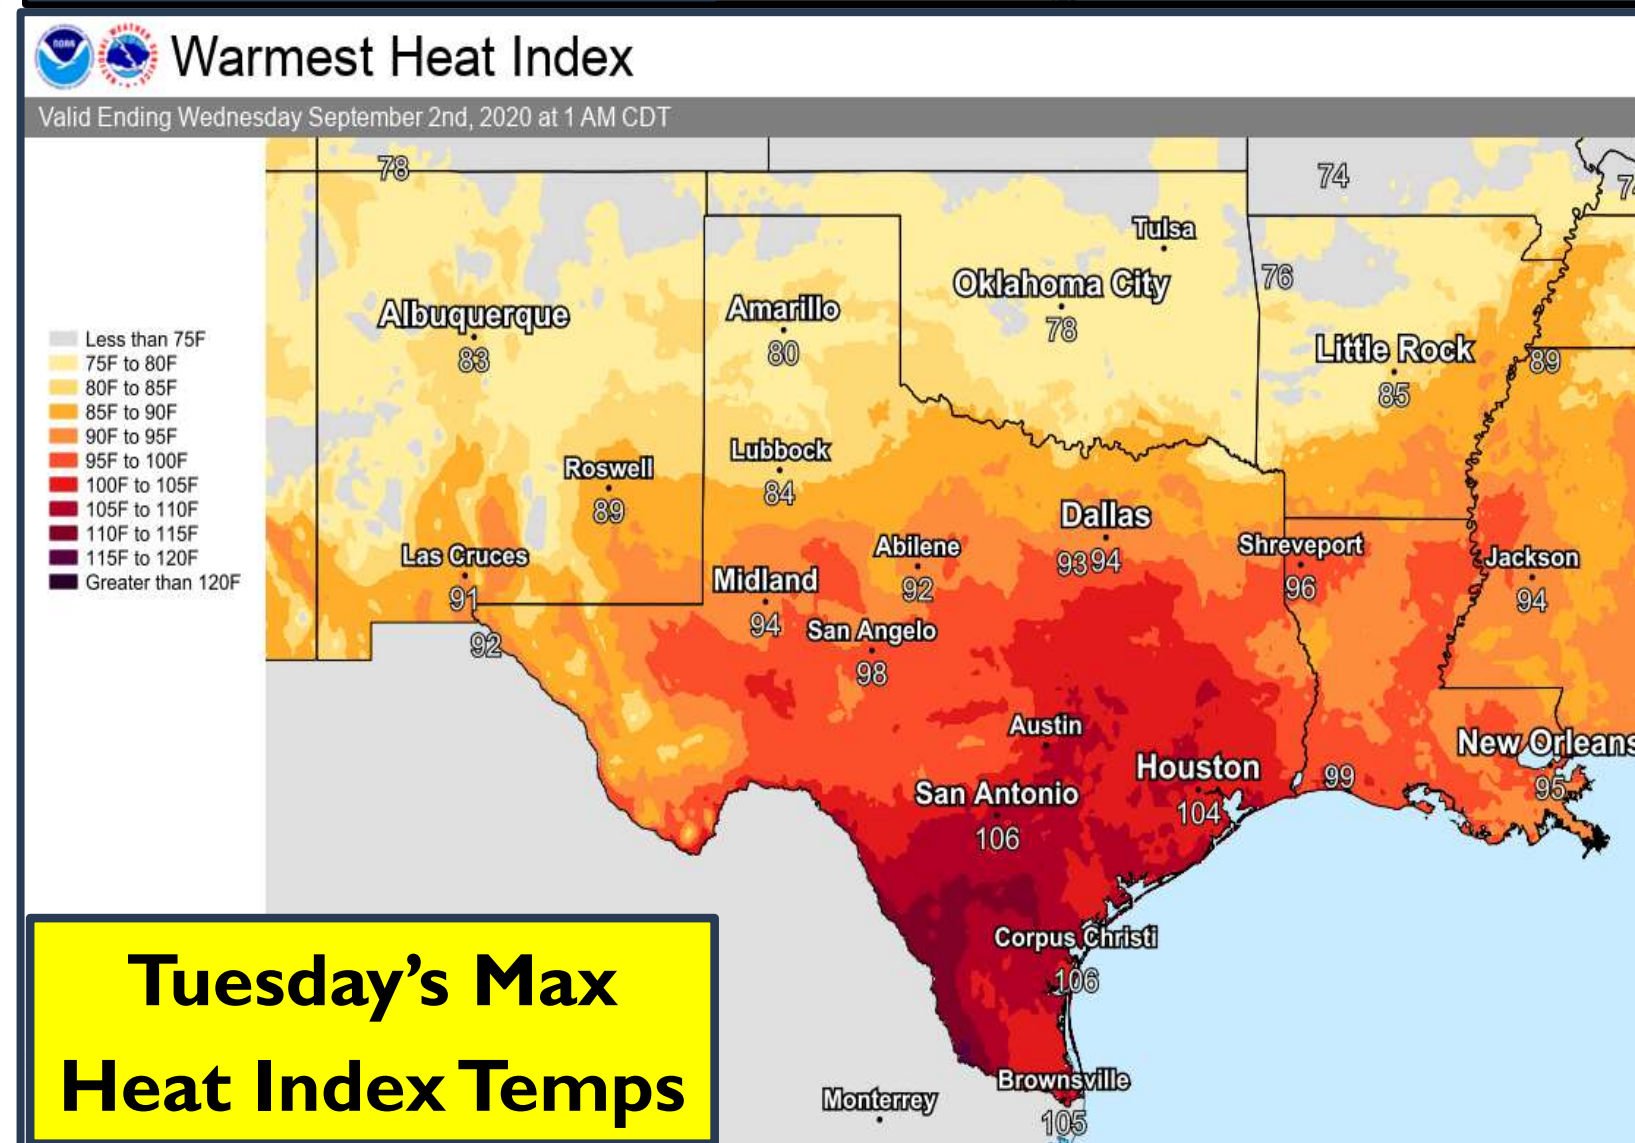 Warmest Heat Index
Valid Ending Wednesday September 2nd, 2020 at 1 AM CDT
78
74
Tulsa
76
Oklahoma City
78
Albuquerque
83
Amarillo
80
Little Rock
85
89
Less than 75F
75F to 80F
80F to 85F
85F to 90F
90F to 95F
95F to 100F
100F to 105F
105F to 110F
110F to 115F
115F to 120F
Greater than 120F
Lubbock
84
Roswell
89
Dallas
93 94
Abilene
92
Shreveport
96
Jackson
94
Las Cruces
91
92
Midland
94
San Angelo
98
Austin
New Orleans
95
Houston
104
99
San Antonio
106
Corpus Christi
106
Brownsville
105
Monterrey
Tuesday’s Max
Heat Index Temps